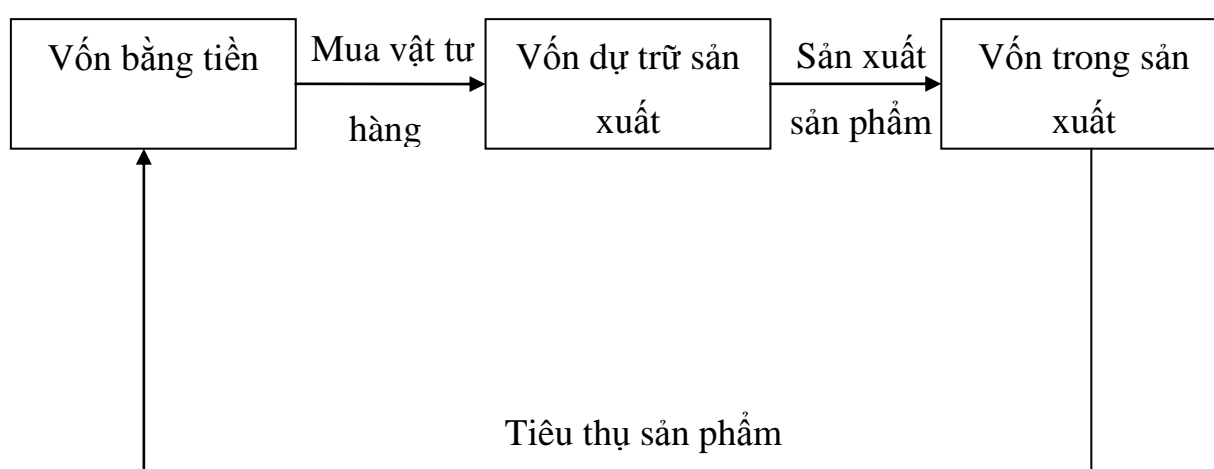 Vốn bằng tiền
Mua vật tư
hàng
Vốn dự trữ sản
xuất
Sản xuất
sản phẩm
Vốn trong sản
xuất
Tiêu thụ sản phẩm